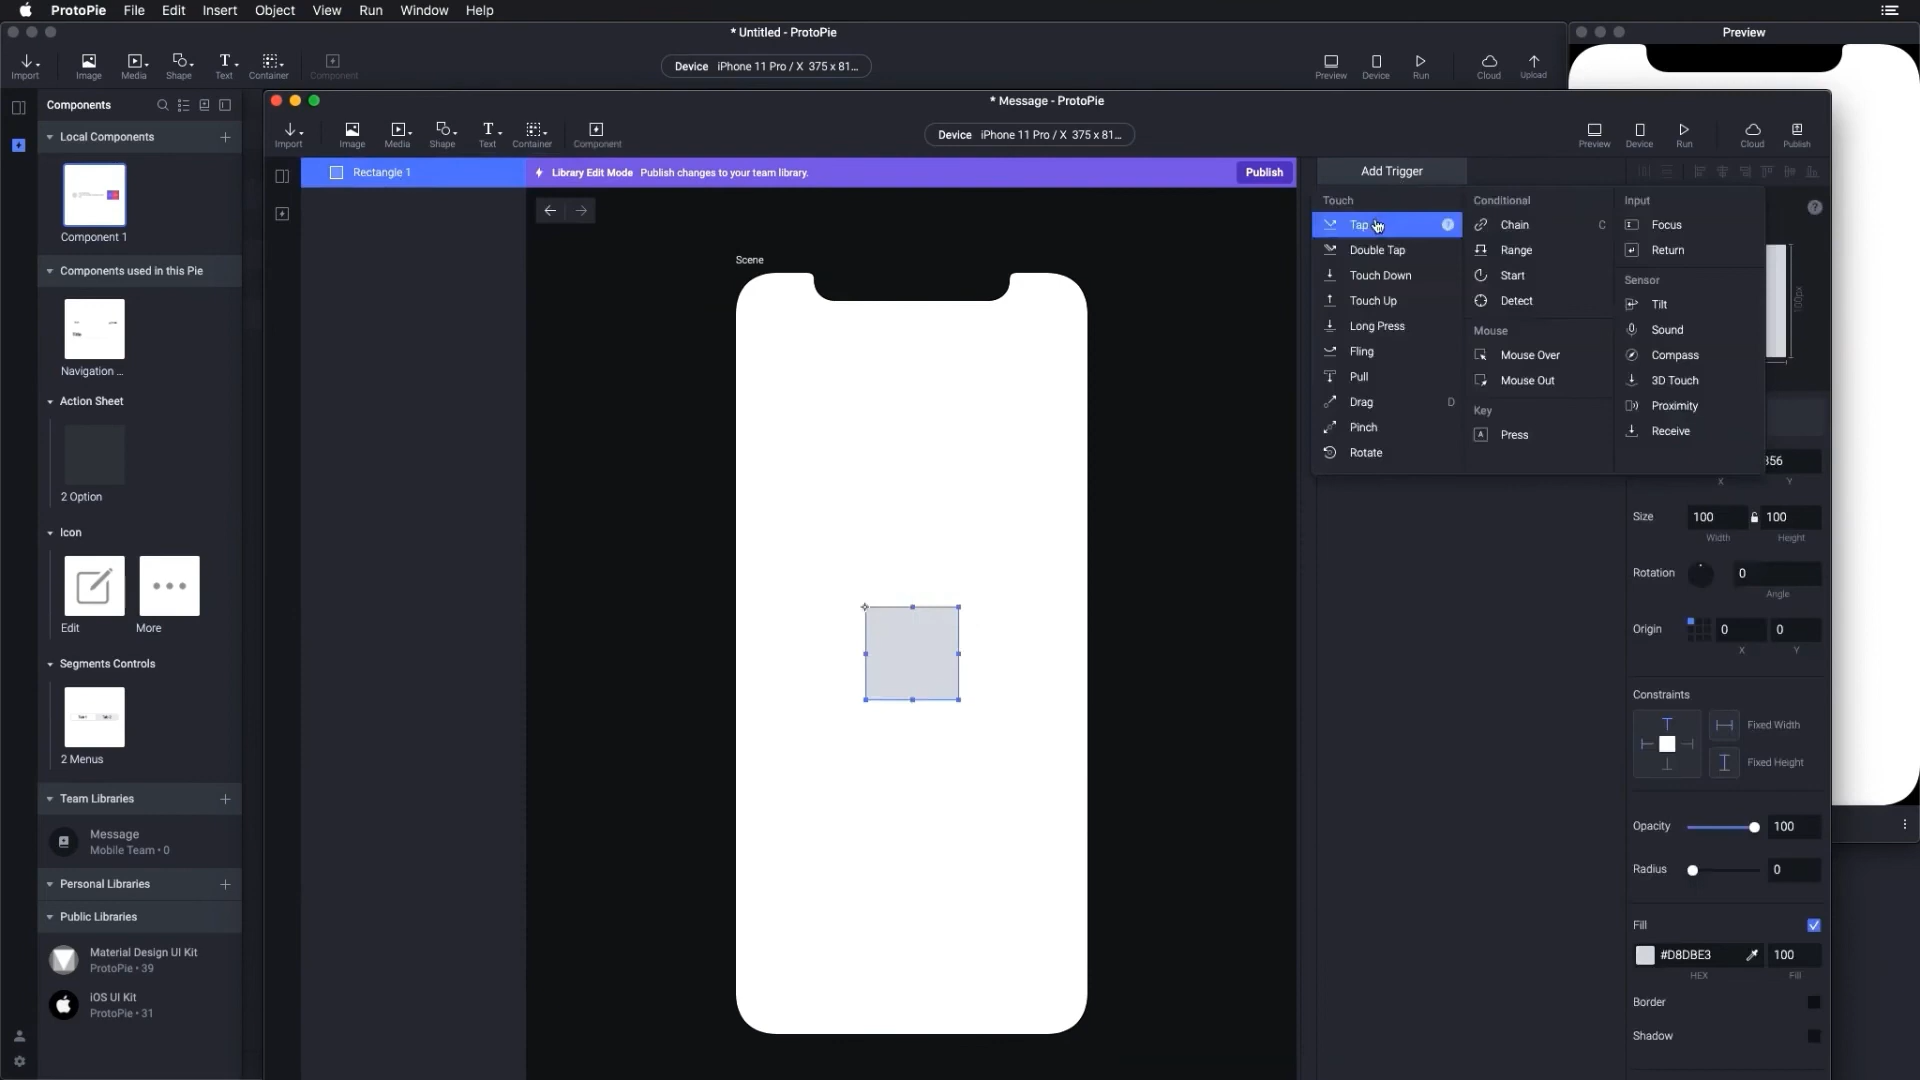 ProtoPie File Edit Insert Object View Run Window Help
* Untitled - ProtoPie
Preview
Import Image Media Shape Text Container Component
Device iPhone 11 Pro / X 375 x 81...
Preview Device Run Cloud Upload
Components
Local Components
Component 1
Components used in this Pie
Title
Navigation ...
Action Sheet
2 Option
Icon
Edit More
Segments Controls
2 Menus
Team Libraries
Message
Mobile Team • 0
Personal Libraries
Public Libraries
Material Design UI Kit
ProtoPie • 39
iOS UI Kit
ProtoPie • 31
* Message - ProtoPie
Import Image Media Shape Text Container Component
Device iPhone 11 Pro / X 375 x 81...
Preview Device Run Cloud Publish
Rectangle 1
Library Edit Mode Publish changes to your team library.
Publish
Scene
Add Trigger
Touch
Tap
Double Tap
Touch Down
Touch Up
Long Press
Fling
Pull
Drag D
Pinch
Rotate
Conditional
Chain C
Range
Start
Detect
Mouse
Mouse Over
Mouse Out
Key
Press
Input
Focus
Return
Sensor
Tilt
Sound
Compass
3D Touch
Proximity
Receive
100px
356
X Y
Size 100 100
Width Height
Rotation 0
Angle
Origin 0 0
X Y
Constraints
Fixed Width
Fixed Height
Opacity 100
Radius 0
Fill
#D8DBE3 100
HEX Fill
Border
Shadow